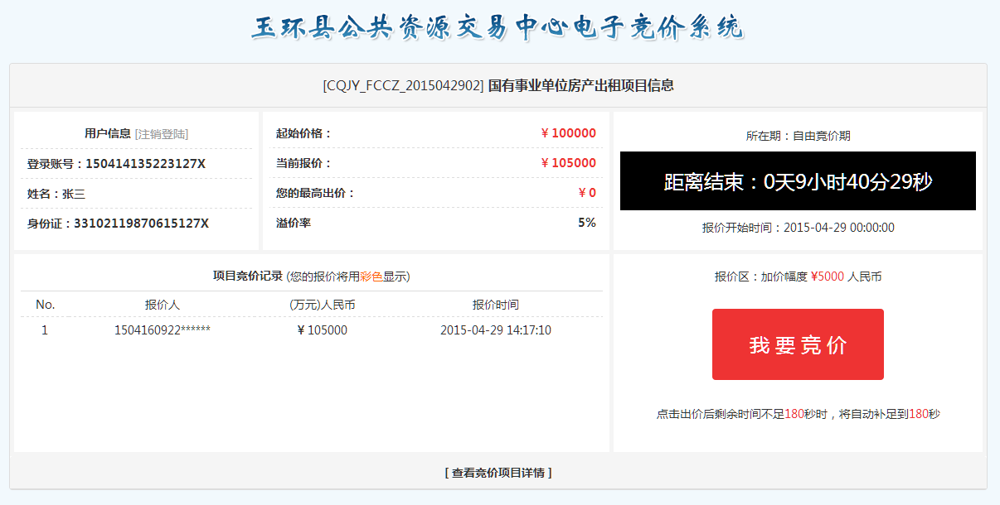 玉环县公共资源交易中心电子竞价系统
[CQJY_FCCZ_2015042902] 国有事业单位房产出租项目信息
用户信息 [注销登陆]
登录账号：150414135223127X
姓名：张三
身份证：33102119870615127X
起始价格： ¥ 100000
当前报价： ¥ 105000
您的最高出价： ¥ 0
溢价率 5%
所在期：自由竞价期
距离结束：0天9小时40分29秒
报价开始时间：2015-04-29 00:00:00
项目竞价记录 (您的报价将用彩色显示)
No. 报价人 (万元)人民币 报价时间
1 1504160922****** ¥ 105000 2015-04-29 14:17:10
报价区：加价幅度 ¥5000 人民币
我要竞价
点击出价后剩余时间不足180秒时，将自动补足到180秒
[ 查看竞价项目详情 ]